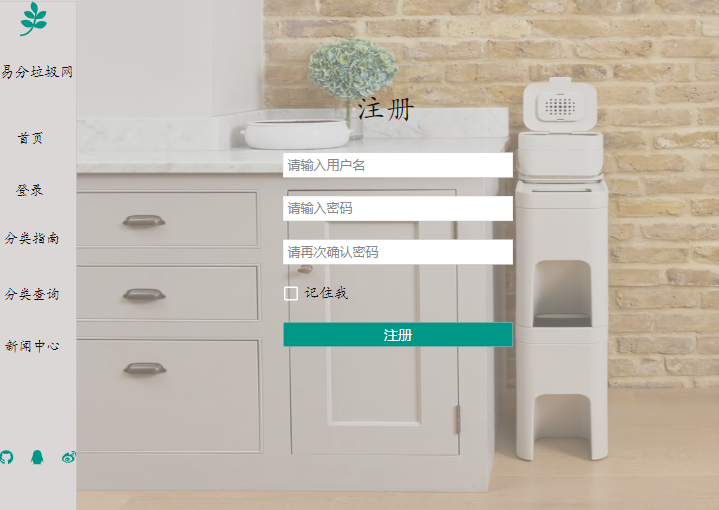 易分垃圾网
首页
登录
分类指南
分类查询
新闻中心
注册
请输入用户名
请输入密码
请再次确认密码
记住我
注册